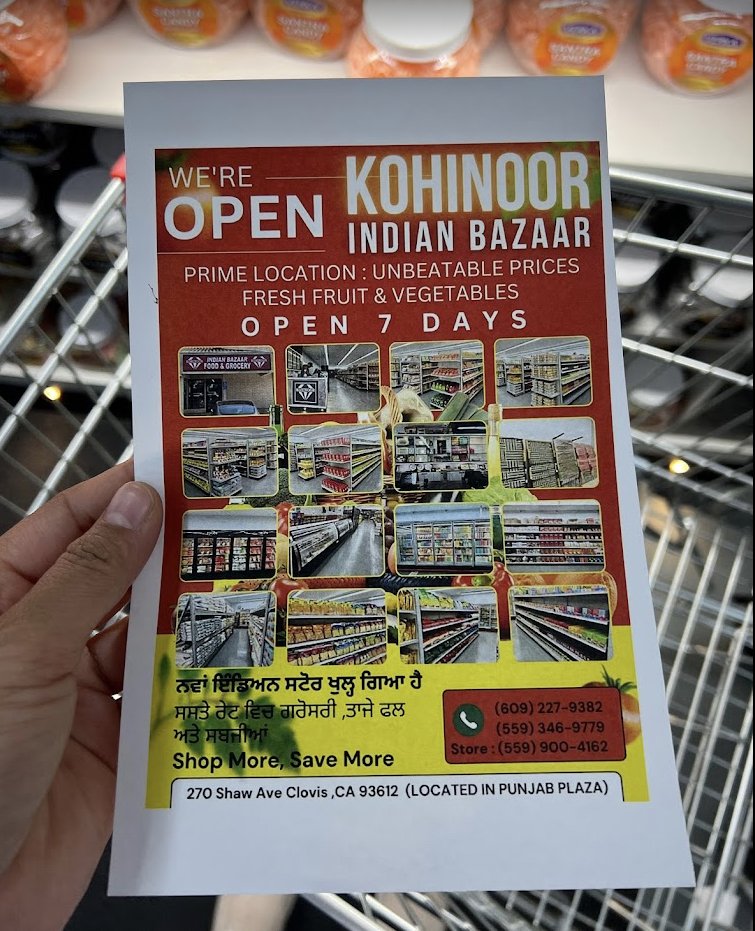 WE'RE
OPEN
KOHINOOR
INDIAN BAZAAR
PRIME LOCATION : UNBEATABLE PRICES
FRESH FRUIT & VEGETABLES
OPEN 7 DAYS
INDIAN BAZAAR
FOOD & GROCERY
ਨਵਾਂ ਇੰਡਿਅਨ ਸਟੋਰ ਖੁਲ੍ਹ ਗਿਆ ਹੈ
ਸਸਤੇ ਰੇਟ ਵਿਚ ਗਰੋਸਰੀ ,ਤਾਜੇ ਫਲ
ਅਤੇ ਸਬਜੀਆਂ
Shop More, Save More
(609) 227-9382
(559) 346-9779
Store : (559) 900-4162
270 Shaw Ave Clovis ,CA 93612 (LOCATED IN PUNJAB PLAZA)